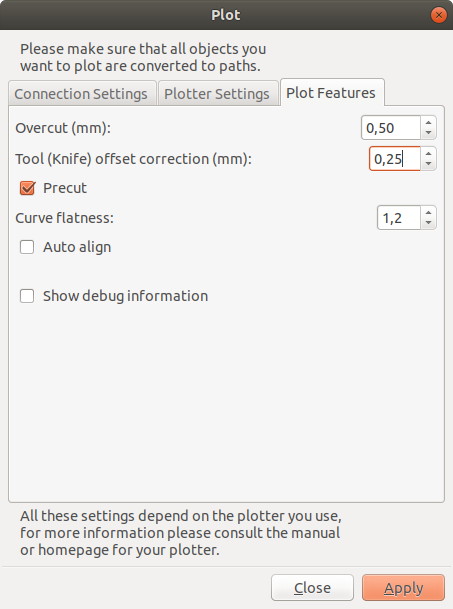 Plot
Please make sure that all objects you
want to plot are converted to paths.
Connection Settings Plotter Settings Plot Features
Overcut (mm): 0,50
Tool (Knife) offset correction (mm): 0,25
Precut
Curve flatness: 1,2
Auto align
Show debug information
All these settings depend on the plotter you use,
for more information please consult the manual
or homepage for your plotter.
Close Apply